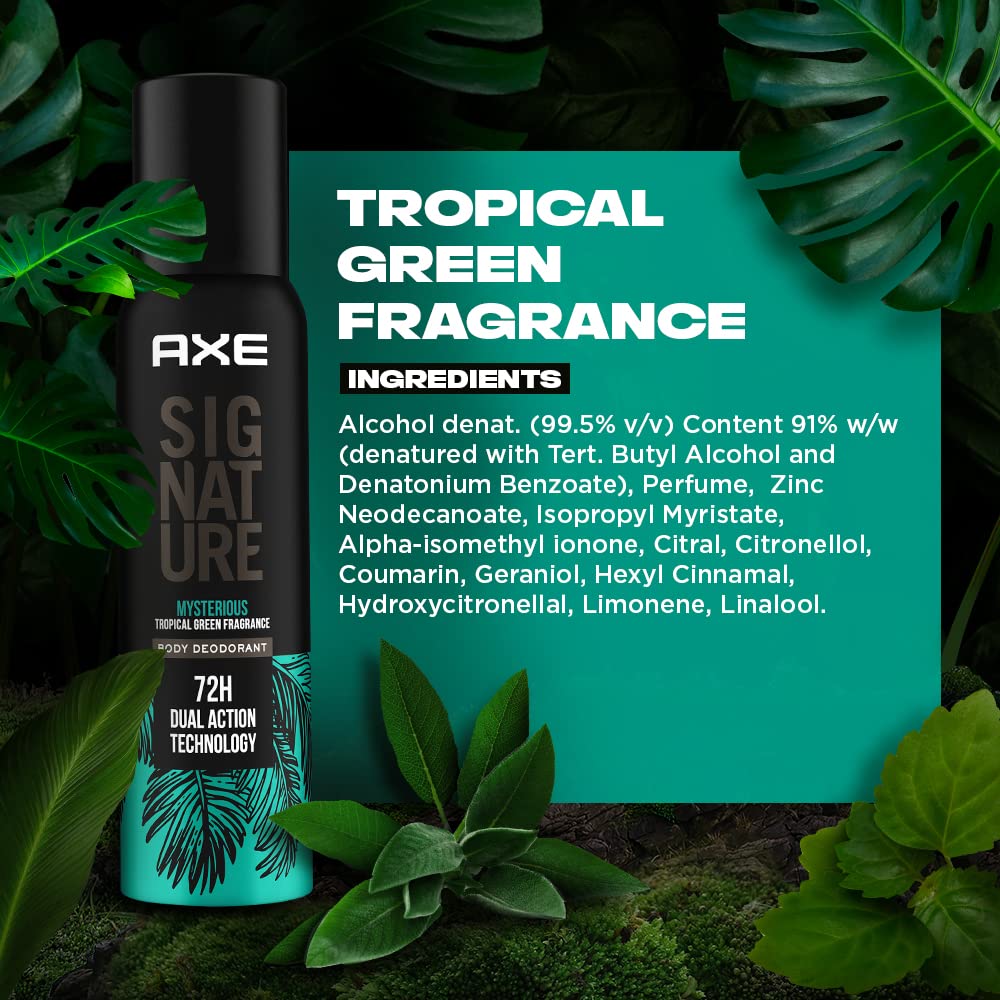 AXE
SIG
NAT
URE
MYSTERIOUS
TROPICAL GREEN FRAGRANCE
BODY DEODORANT
72H
DUAL ACTION
TECHNOLOGY
TROPICAL
GREEN
FRAGRANCE
INGREDIENTS
Alcohol denat. (99.5% v/v) Content 91% w/w
(denatured with Tert. Butyl Alcohol and
Denatonium Benzoate), Perfume, Zinc
Neodecanoate, Isopropyl Myristate,
Alpha-isomethyl ionone, Citral, Citronellol,
Coumarin, Geraniol, Hexyl Cinnamal,
Hydroxycitronellal, Limonene, Linalool.